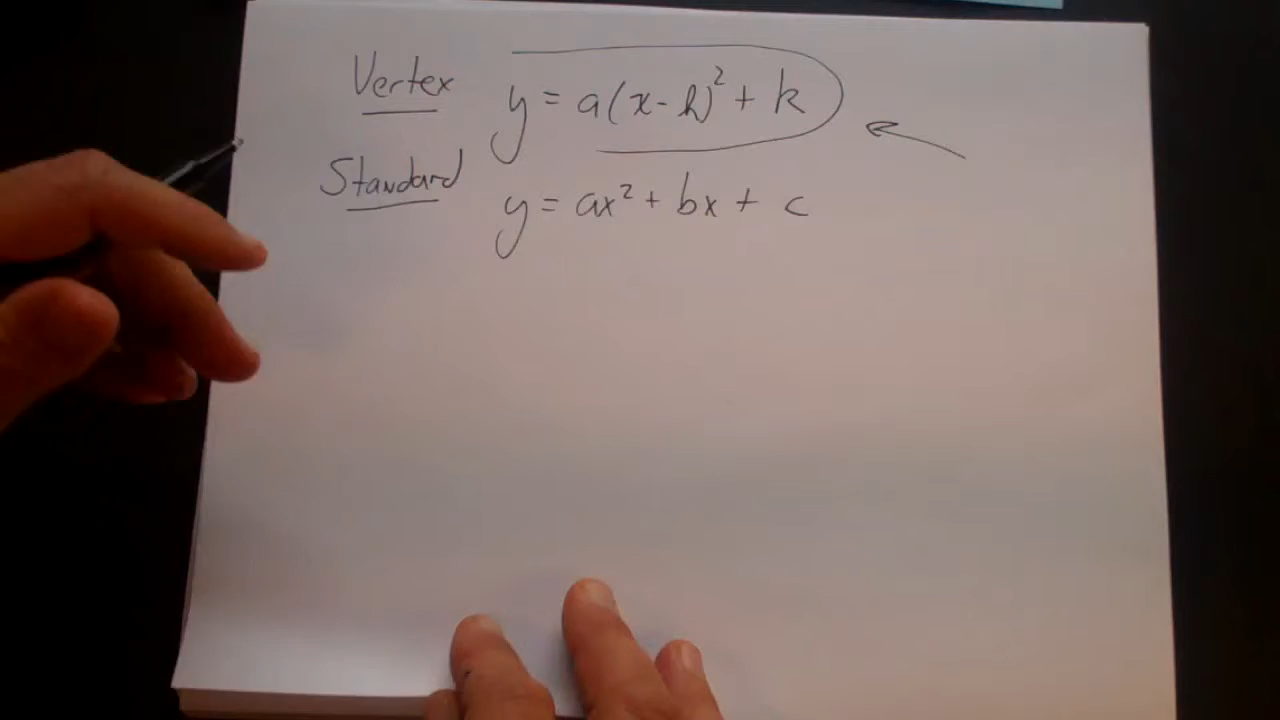 Vertex y = a(x-h)² + k
Standard y = ax² + bx + c